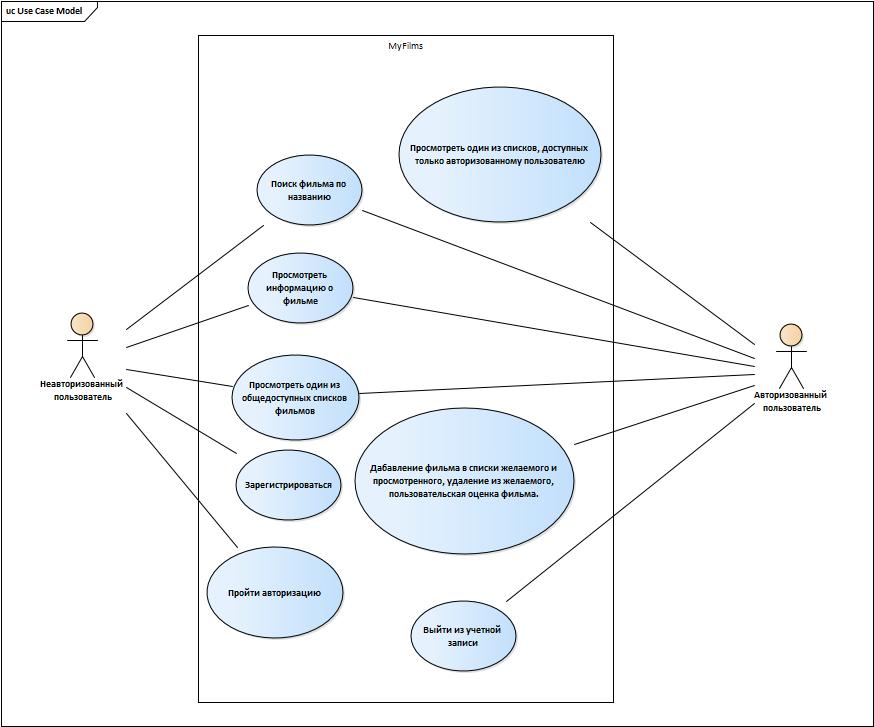 uc Use Case Model
MyFilms
Просмотреть один из списков, доступных
только авторизованному пользователю
Поиск фильма по
названию
Просмотреть
информацию о
фильме
Неавторизованный
пользователь
Авторизованный
пользователь
Просмотреть один из
общедоступных списков
фильмов
Дабавление фильма в списки желаемого и
просмотренного, удаление из желаемого,
пользовательская оценка фильма.
Зарегистрироваться
Пройти авторизацию
Выйти из учетной
записи